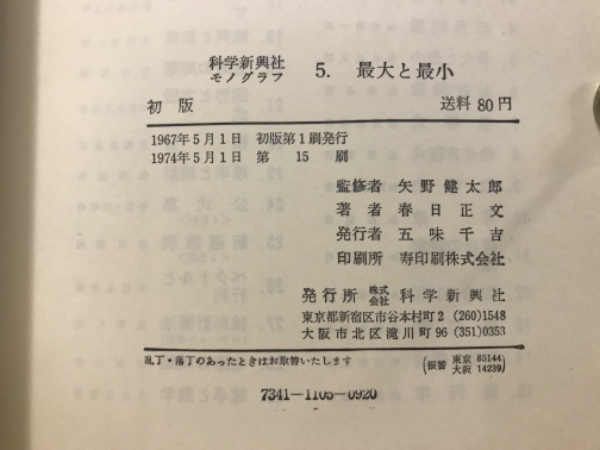 科学新興社
モノグラフ 5. 最大と最小
初版 送料80円
1967年5月1日 初版第1刷発行
1974年5月1日 第15刷
監修者 矢野健太郎
著者 春日正文
発行者 五味千吉
印刷所 寿印刷株式会社
発行所 株式会社 科学新興社
東京都新宿区市谷本村町2 (260)1548
大阪市北区滝川町96 (351)0353
乱丁・落丁のあったときはお取替いたします (振替 東京 85144 大阪 14239)
7341-1105-0920